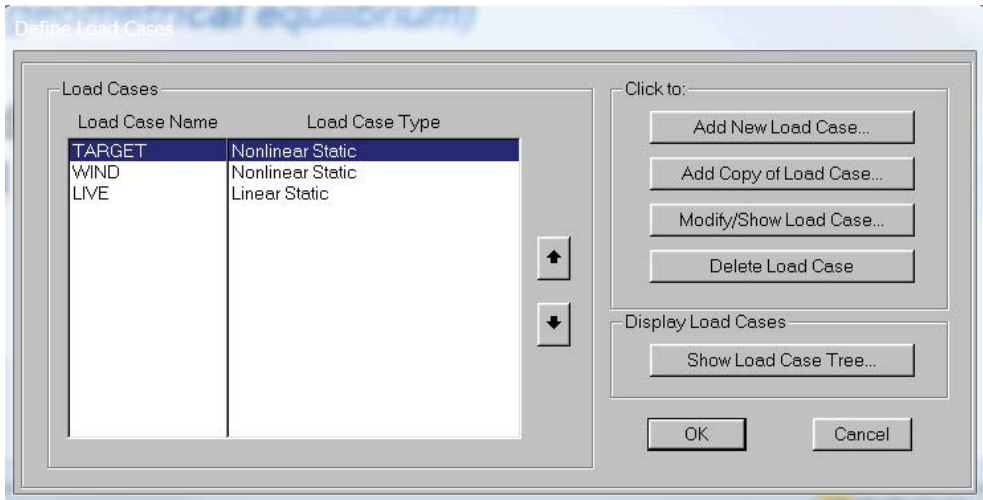 geometrical equilibrium)
Define Load Cases
Load Cases
Load Case Name Load Case Type
TARGET Nonlinear Static
WIND Nonlinear Static
LIVE Linear Static
Click to:
Add New Load Case...
Add Copy of Load Case...
Modify/Show Load Case...
Delete Load Case
Display Load Cases
Show Load Case Tree...
OK Cancel